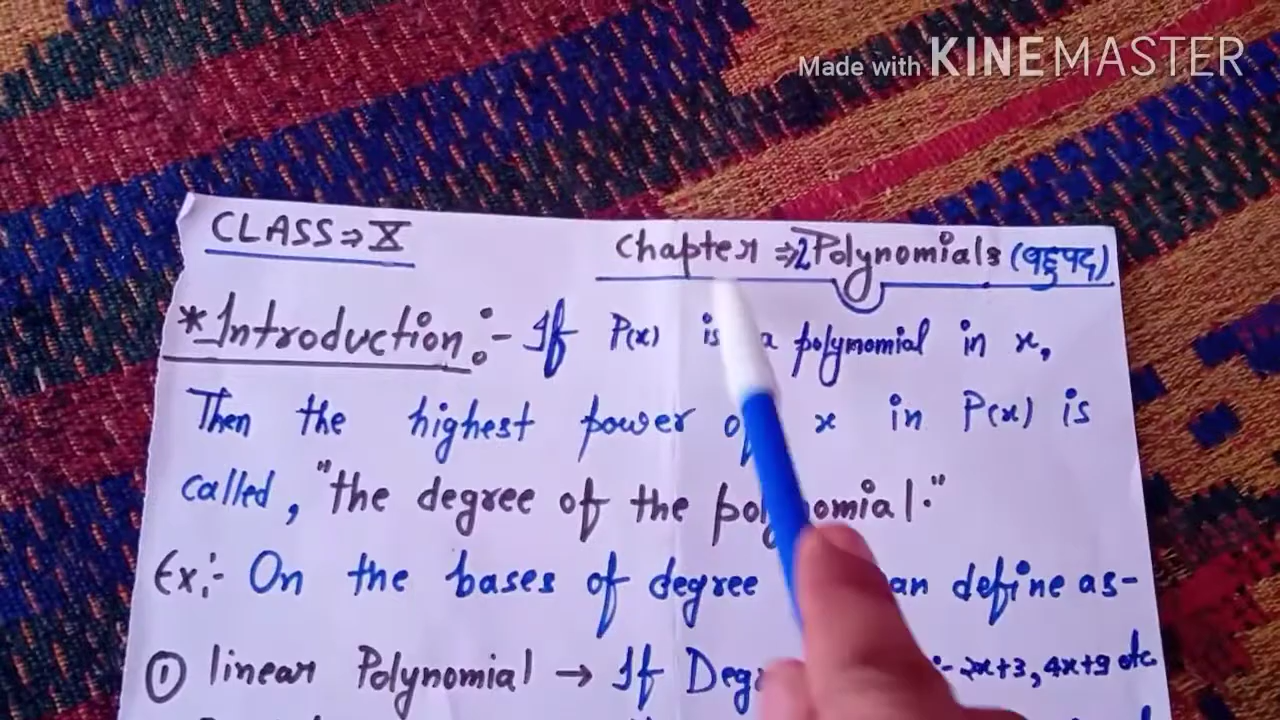 Made with KINEMASTER
CLASS⇒X
Chapter ⇒2 Polynomials (बहुपद)
*Introduction:- If P(x) is a polynomial in x,
Then the highest power of x in P(x) is
called, "the degree of the polynomial."
Ex:- On the bases of degree an define as-
① linear Polynomial → If Deg :- 2x+3, 4x+9 etc